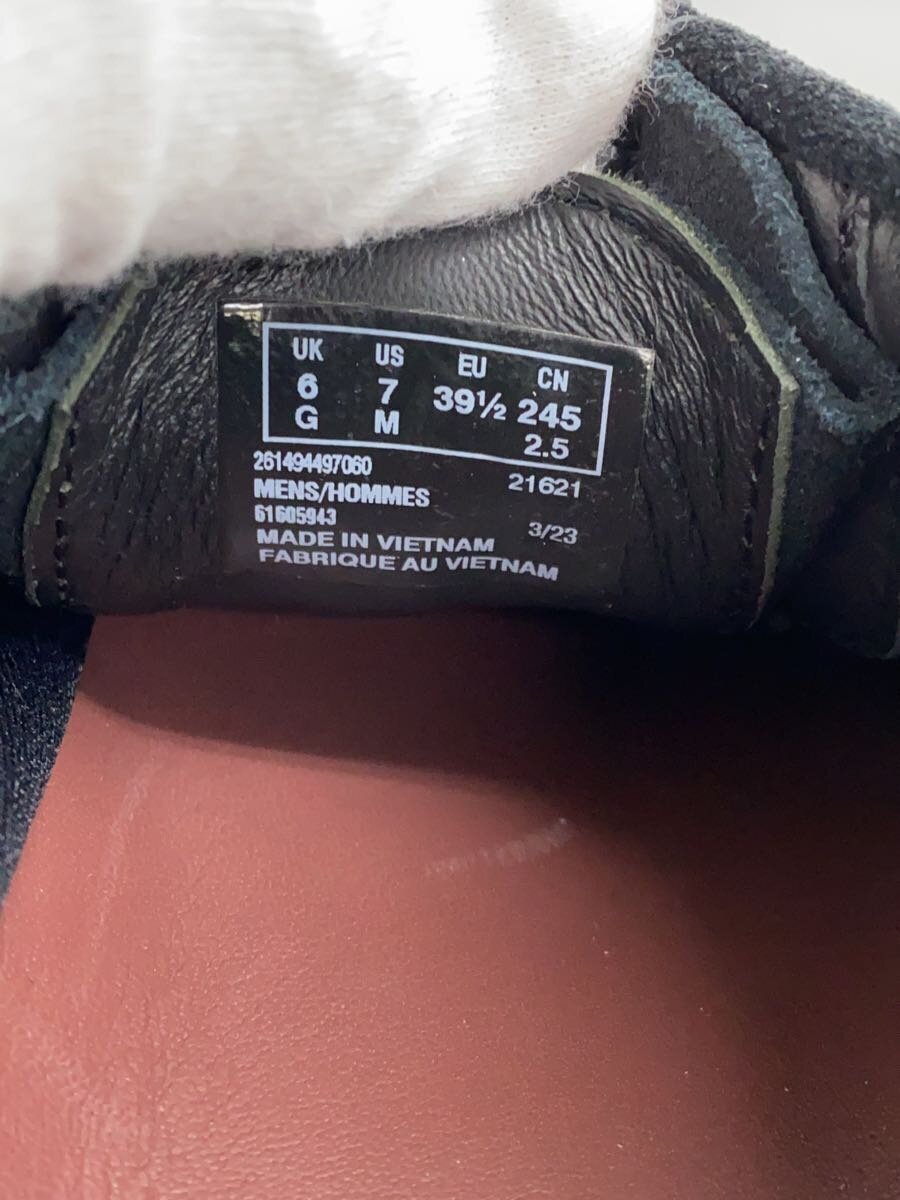 UK US EU CN
6 7 39½ 245
G M 2.5
261494497060 21621
MENS/HOMMES
61605943 3/23
MADE IN VIETNAM
FABRIQUE AU VIETNAM